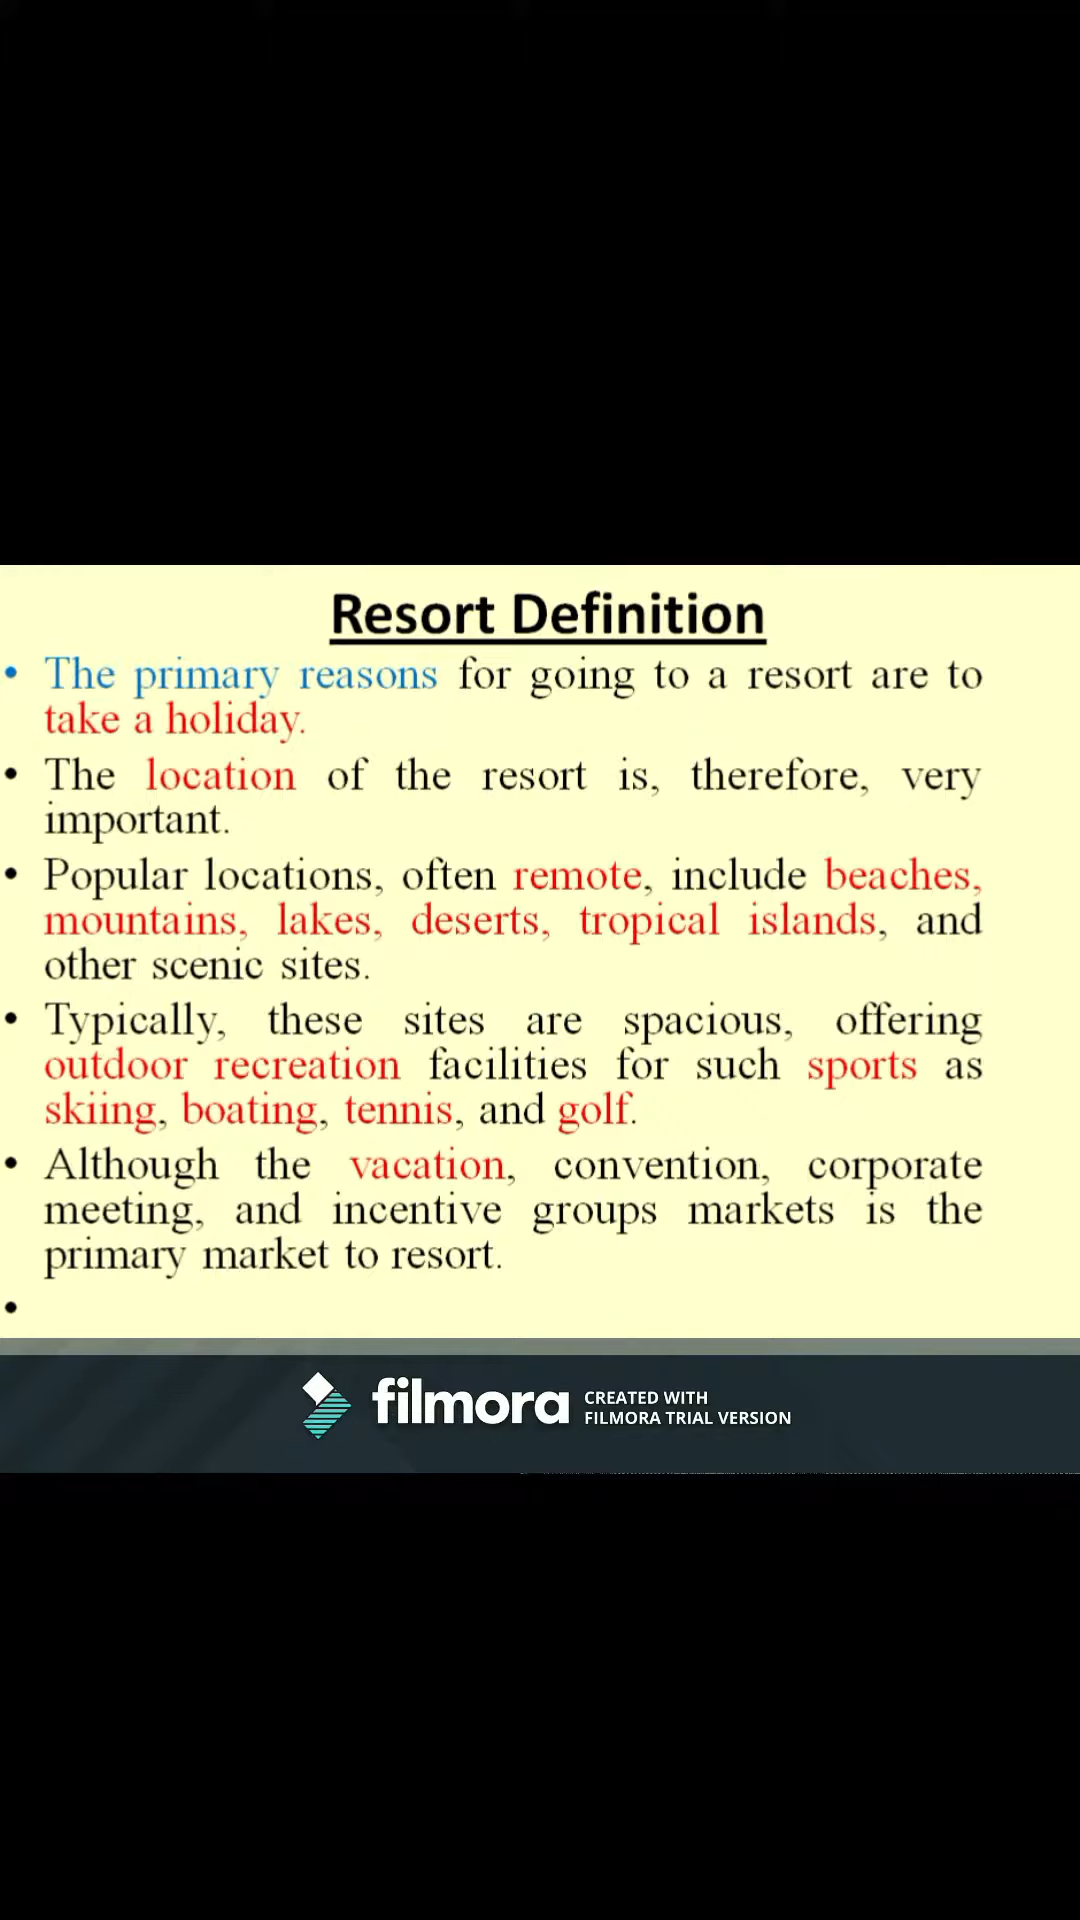 Resort Definition
• The primary reasons for going to a resort are to
take a holiday.
• The location of the resort is, therefore, very
important.
• Popular locations, often remote, include beaches,
mountains, lakes, deserts, tropical islands, and
other scenic sites.
• Typically, these sites are spacious, offering
outdoor recreation facilities for such sports as
skiing, boating, tennis, and golf.
• Although the vacation, convention, corporate
meeting, and incentive groups markets is the
primary market to resort.
•
filmora CREATED WITH
FILMORA TRIAL VERSION